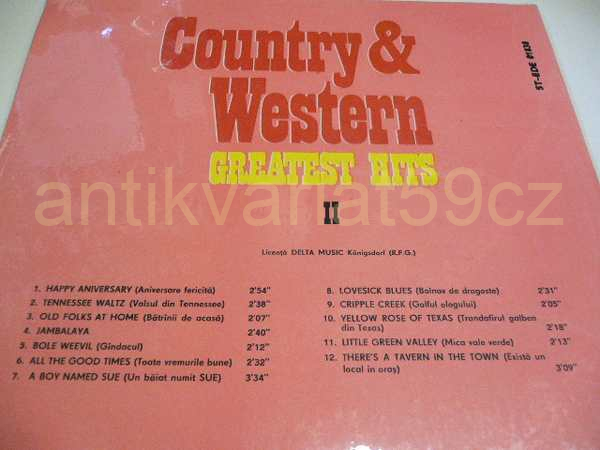 Country &
Western
GREATEST HITS
II
ST-EDE 01838
antikvariat59cz
Licență DELTA MUSIC Königsdorf (R.F.G.)
1. HAPPY ANIVERSARY (Aniversare fericită) 2'54"
2. TENNESSEE WALTZ (Valsul din Tennessee) 2'38"
3. OLD FOLKS AT HOME (Bătrinii de acasă) 2'07"
4. JAMBALAYA 2'40"
5. BOLE WEEVIL (Gîndacul) 2'12"
6. ALL THE GOOD TIMES (Toate vremurile bune) 2'32"
7. A BOY NAMED SUE (Un băiat numit SUE) 3'34"
8. LOVESICK BLUES (Bolnav de dragoste) 2'31"
9. CRIPPLE CREEK (Golful ologului) 2'05"
10. YELLOW ROSE OF TEXAS (Trandafirul galben
din Texas) 2'18"
11. LITTLE GREEN VALLEY (Mica vale verde) 2'13"
12. THERE'S A TAVERN IN THE TOWN (Există un
local in oraș) 3'09"